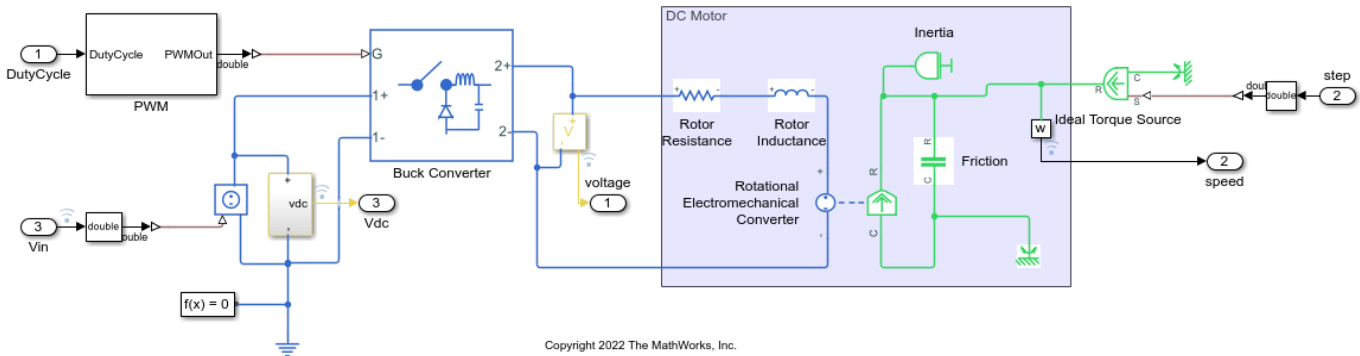 DC Motor
Inertia
1
DutyCycle
DutyCycle
PWMOut
double
PWM
G
1+
1-
2+
2-
Buck Converter
+
-
Rotor
Resistance
+
-
Rotor
Inductance
V
+
-
voltage
1
R
C
S
Ideal Torque Source
double
step
2
w
2
speed
R
C
Friction
Rotational
Electromechanical
Converter
+
-
R
C
+
vdc
-
3
Vdc
3
Vin
double
f(x) = 0
Copyright 2022 The MathWorks, Inc.